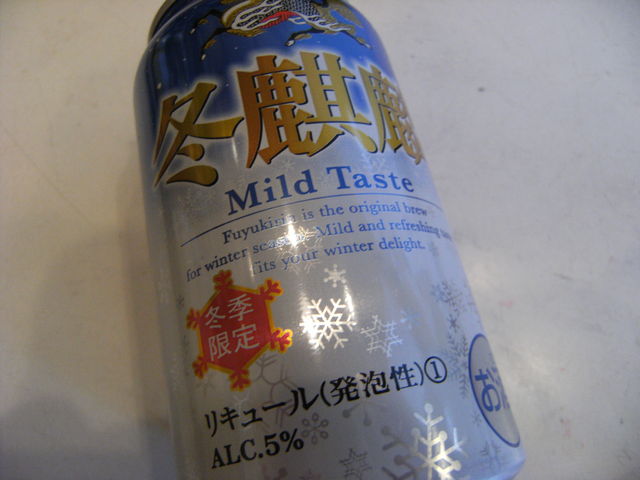 冬麒麟
Mild Taste
Fuyukirin is the original brew
for winter season. Mild and refreshing
fits your winter delight.
冬季
限定
リキュール(発泡性)①
ALC.5%
お